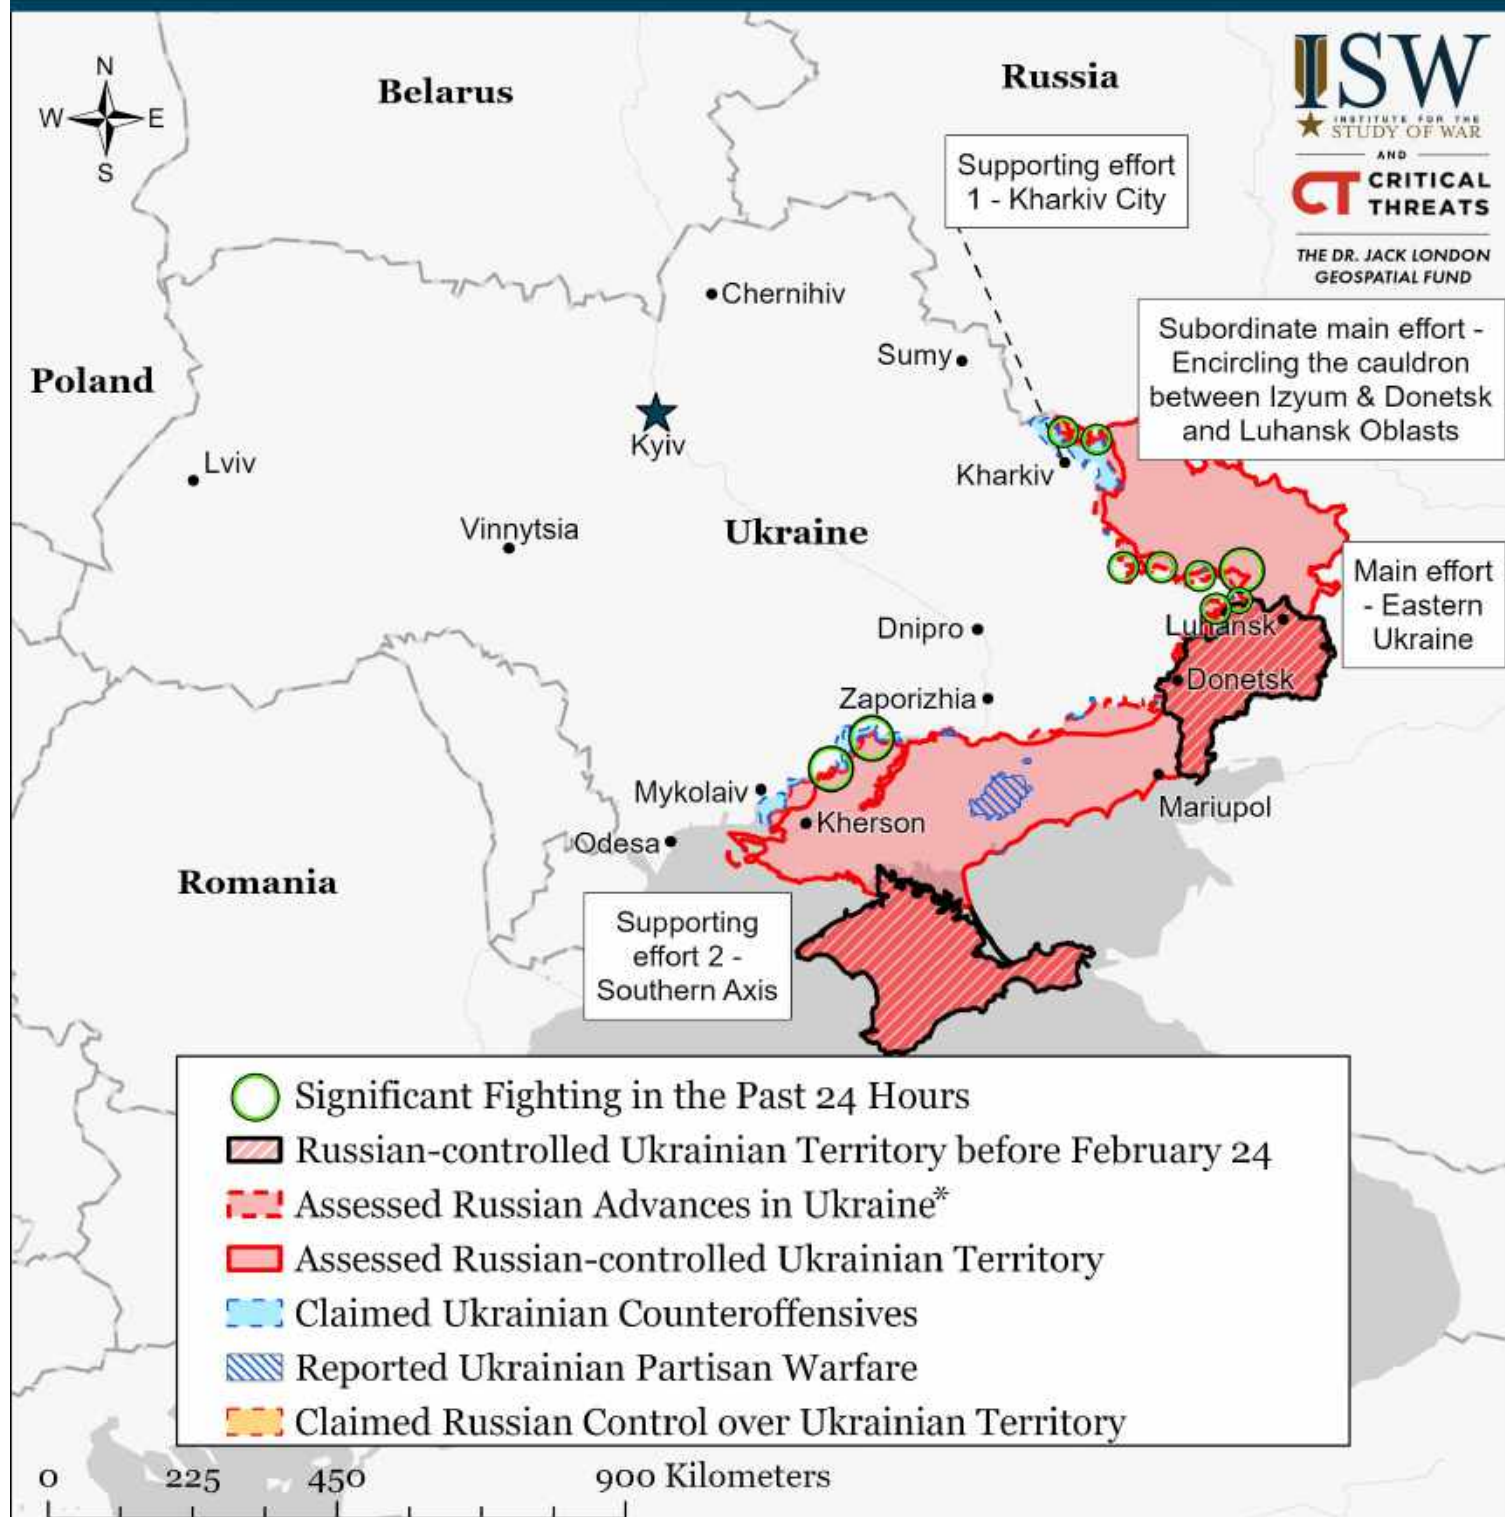 N
W
E
S
Belarus
Russia
ISW
INSTITUTE FOR THE
STUDY OF WAR
AND
CT CRITICAL
THREATS
THE DR. JACK LONDON
GEOSPATIAL FUND
Supporting effort
1 - Kharkiv City
Chernihiv
Subordinate main effort -
Encircling the cauldron
between Izyum & Donetsk
and Luhansk Oblasts
Sumy
Poland
Kyiv
Lviv
Kharkiv
Vinnytsia
Ukraine
Main effort
- Eastern
Ukraine
Dnipro
Luhansk
Donetsk
Zaporizhia
Mykolaiv
Mariupol
Kherson
Odesa
Romania
Supporting
effort 2 -
Southern Axis
Significant Fighting in the Past 24 Hours
Russian-controlled Ukrainian Territory before February 24
Assessed Russian Advances in Ukraine*
Assessed Russian-controlled Ukrainian Territory
Claimed Ukrainian Counteroffensives
Reported Ukrainian Partisan Warfare
Claimed Russian Control over Ukrainian Territory
0 225 450 900 Kilometers